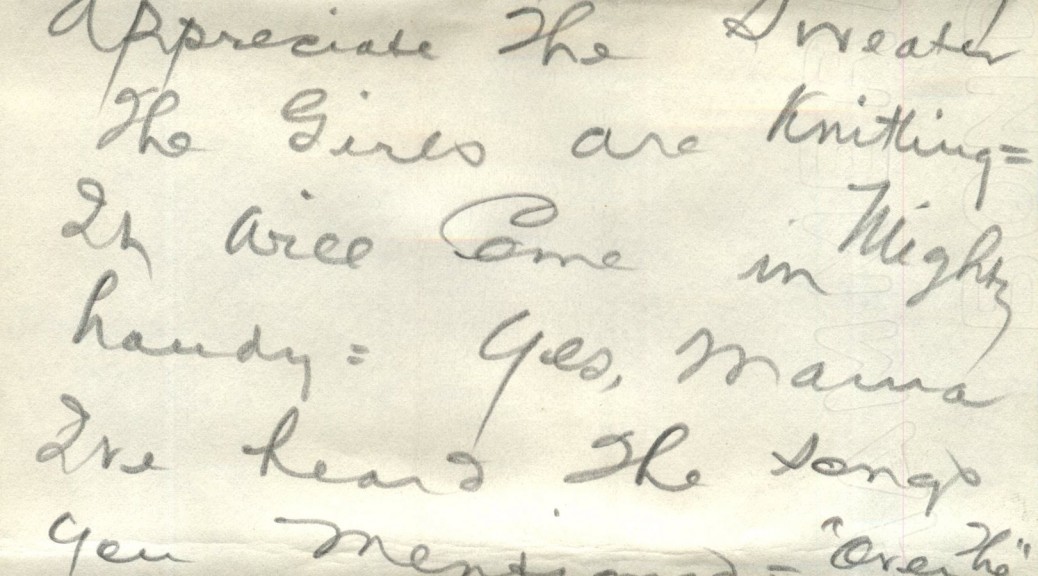 appreciate the Sweater
the Girls are Knitting=
It will Come in Mighty
handy= Yes, Mama
I've heard the songs
you Mentioned= "Over the"